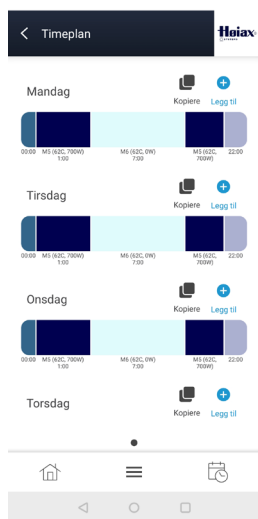 Timeplan
Høiax
Mandag
Kopiere
Legg til
00:00 M5 (62C, 700W) 1:00
M6 (62C, 0W) 7:00
M5 (62C, 700W)
22:00
Tirsdag
Kopiere
Legg til
00:00 M5 (62C, 700W) 1:00
M6 (62C, 0W) 7:00
M5 (62C, 700W)
22:00
Onsdag
Kopiere
Legg til
00:00 M5 (62C, 700W) 1:00
M6 (62C, 0W) 7:00
M5 (62C, 700W)
22:00
Torsdag
Kopiere
Legg til